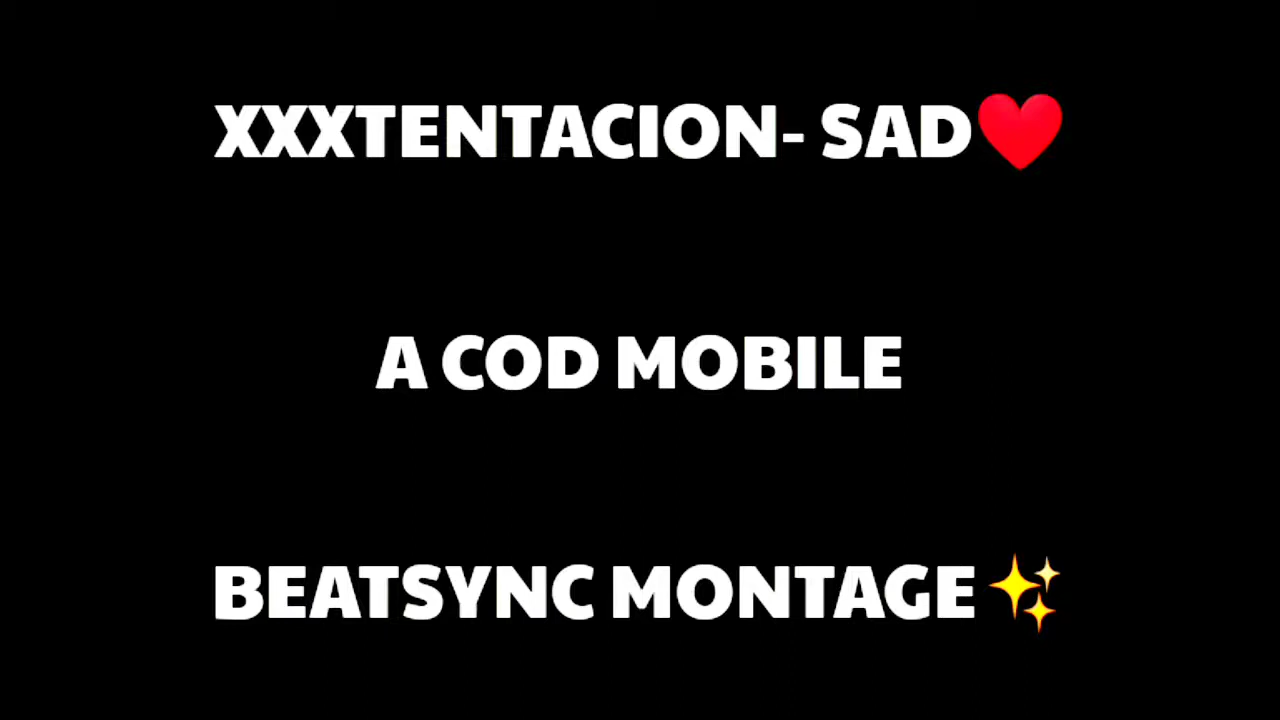 XXXTENTACION- SAD❤️
A COD MOBILE
BEATSYNC MONTAGE ✨